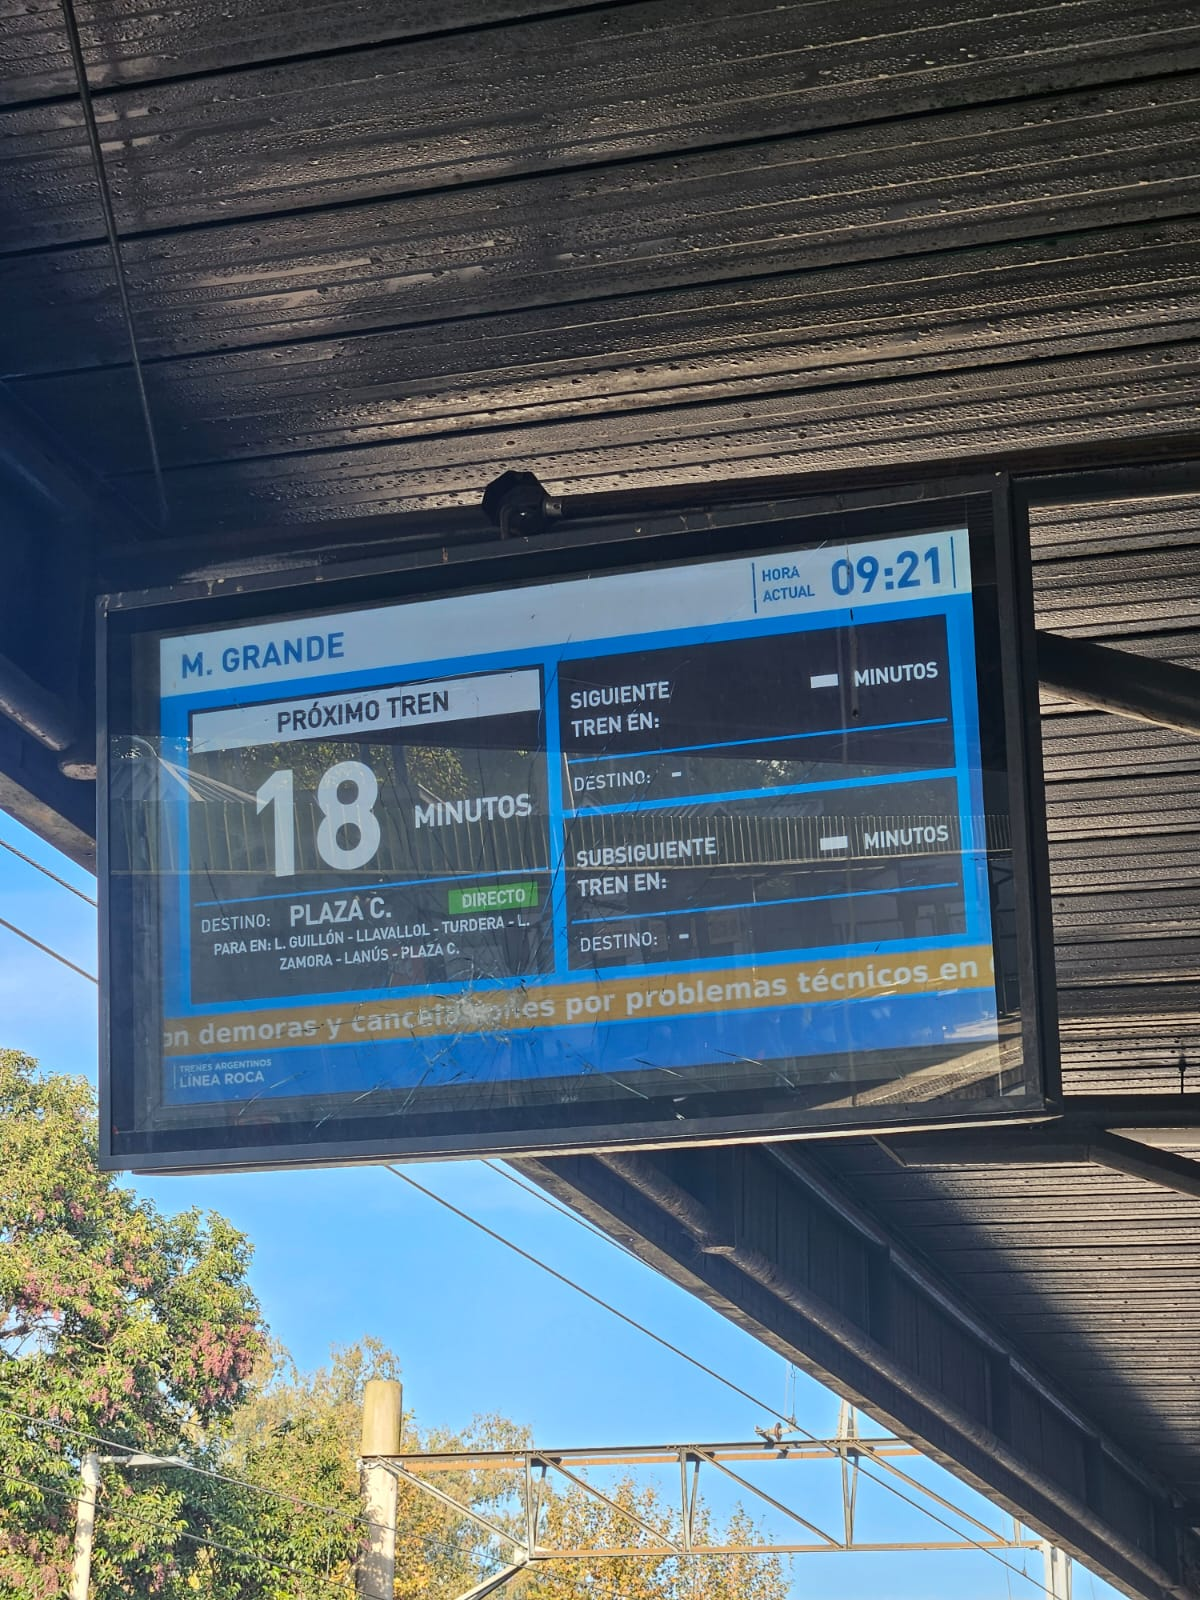 M. GRANDE
HORA
ACTUAL
09:21
PRÓXIMO TREN
18 MINUTOS
DESTINO: PLAZA C. DIRECTO
PARA EN: L. GUILLÓN - LLAVALLOL - TURDERA - L.
ZAMORA - LANÚS - PLAZA C.
SIGUIENTE
TREN EN:
- MINUTOS
DESTINO: -
SUBSIGUIENTE
TREN EN:
- MINUTOS
DESTINO: -
on demoras y cancelaciones por problemas técnicos en
TRENES ARGENTINOS
LÍNEA ROCA